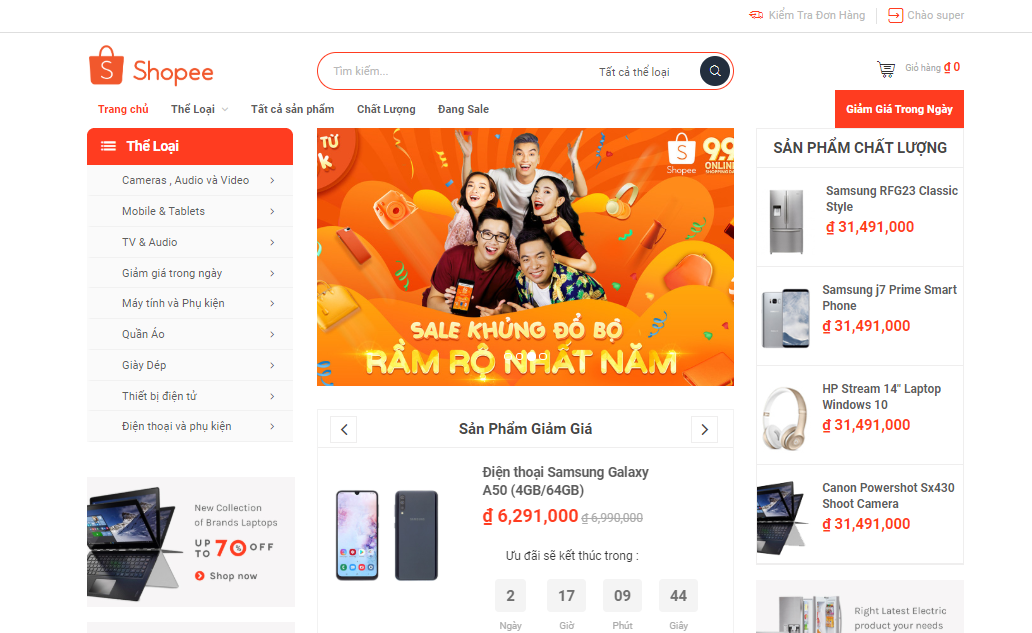 Kiểm Tra Đơn Hàng
Chào super
Shopee
Tìm kiếm...
Tất cả thể loại
Giỏ hàng ₫ 0
Trang chủ
Thể Loại
Tất cả sản phẩm
Chất Lượng
Đang Sale
Giảm Giá Trong Ngày
Thể Loại
Cameras , Audio và Video
Mobile & Tablets
TV & Audio
Giảm giá trong ngày
Máy tính và Phụ kiện
Quần Áo
Giày Dép
Thiết bị điện tử
Điện thoại và phụ kiện
New Collection
of Brands Laptops
UP TO 70% OFF
Shop now
TỪ
K
Shopee
9.9
ONLINE
SALE KHỦNG ĐỔ BỘ
RẦM RỘ NHẤT NĂM
Sản Phẩm Giảm Giá
Điện thoại Samsung Galaxy
A50 (4GB/64GB)
₫ 6,291,000 ₫ 6,990,000
Ưu đãi sẽ kết thúc trong :
2 17 09 44
Ngày Giờ Phút Giây
SẢN PHẨM CHẤT LƯỢNG
Samsung RFG23 Classic
Style
₫ 31,491,000
Samsung j7 Prime Smart
Phone
₫ 31,491,000
HP Stream 14" Laptop
Windows 10
₫ 31,491,000
Canon Powershot Sx430
Shoot Camera
₫ 31,491,000
Right Latest Electric
product your needs